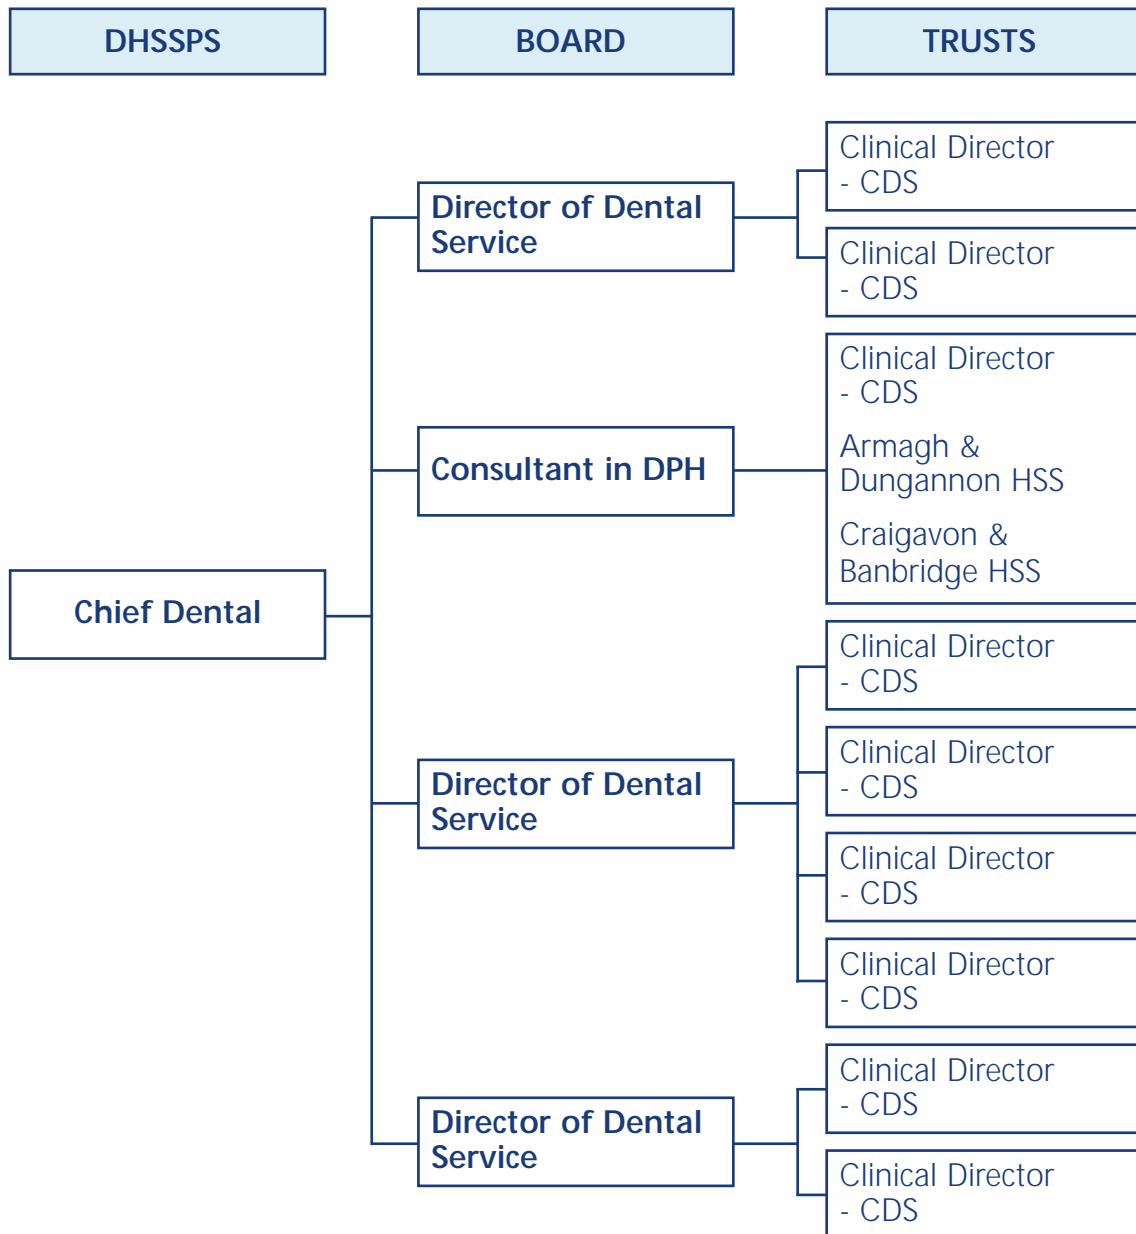 DHSSPS
BOARD
TRUSTS
Chief Dental
Director of Dental
Service
Clinical Director
- CDS
Clinical Director
- CDS
Consultant in DPH
Clinical Director
- CDS
Armagh &
Dungannon HSS
Craigavon &
Banbridge HSS
Director of Dental
Service
Clinical Director
- CDS
Clinical Director
- CDS
Clinical Director
- CDS
Clinical Director
- CDS
Director of Dental
Service
Clinical Director
- CDS
Clinical Director
- CDS